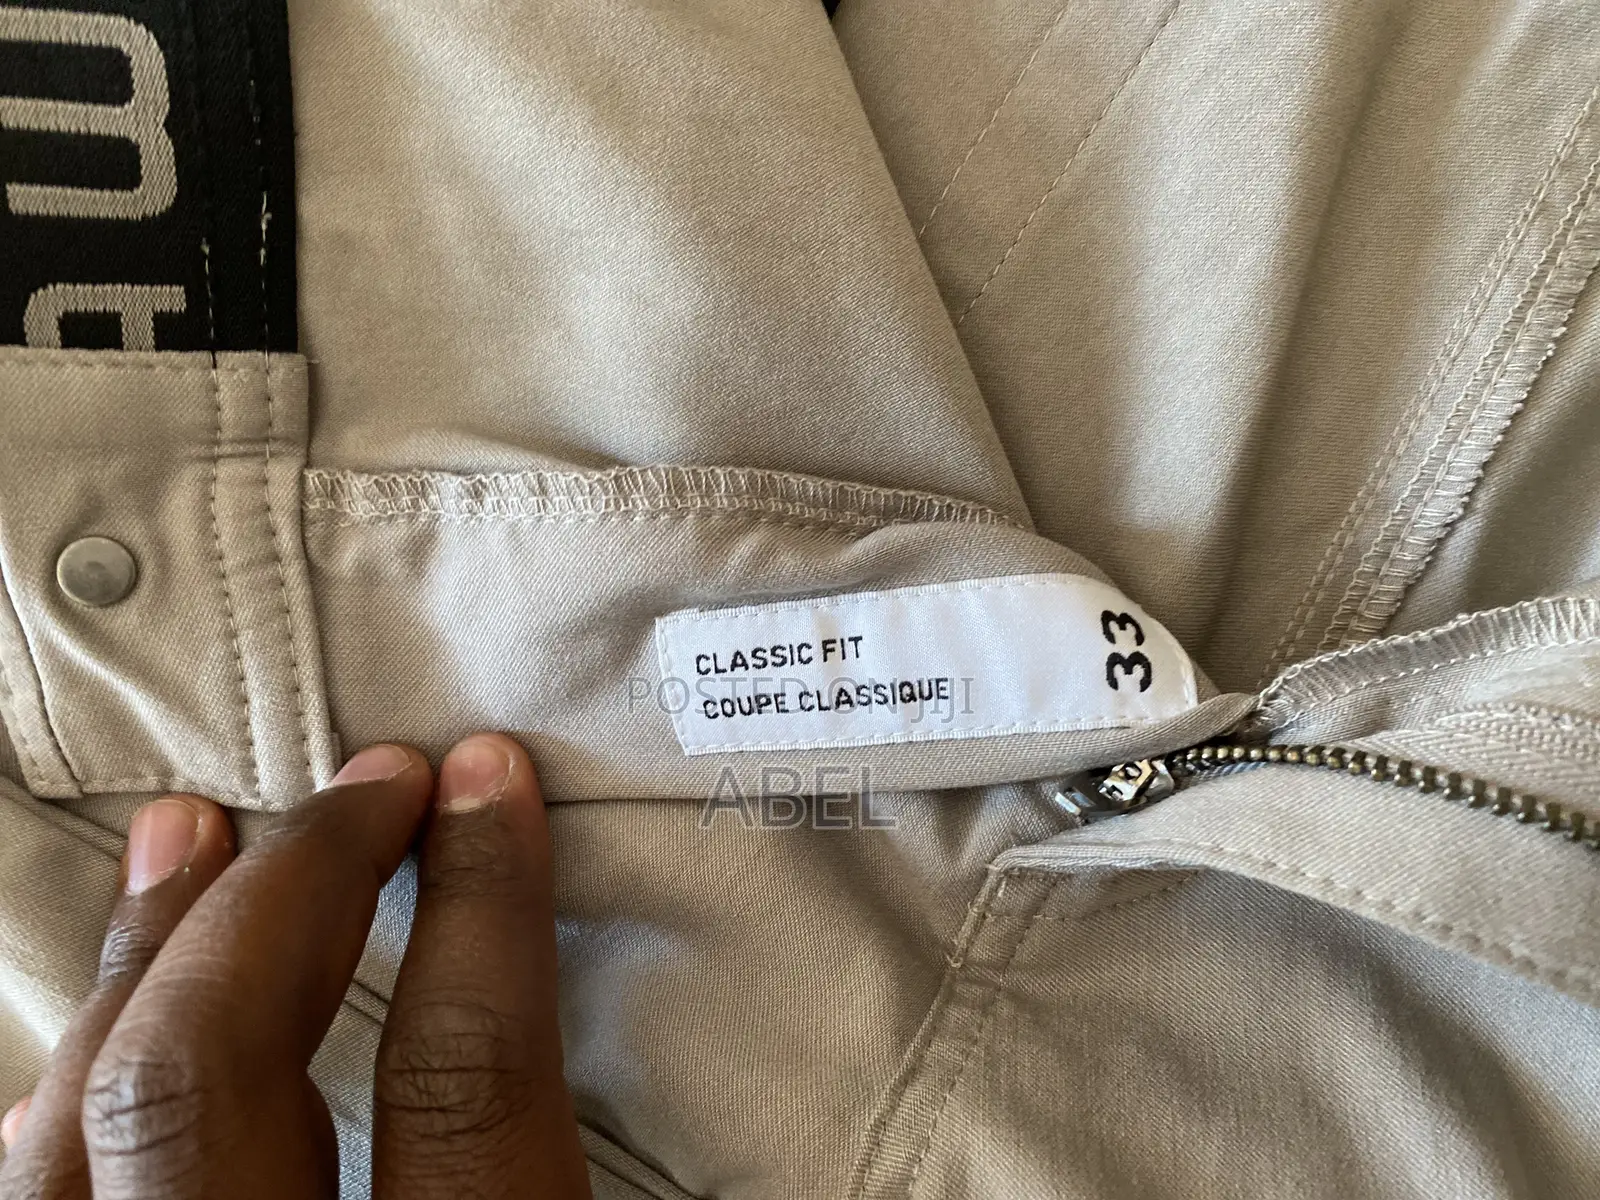 CLASSIC FIT
COUPE CLASSIQUE
33
POSTED ON JIJI
ABEL